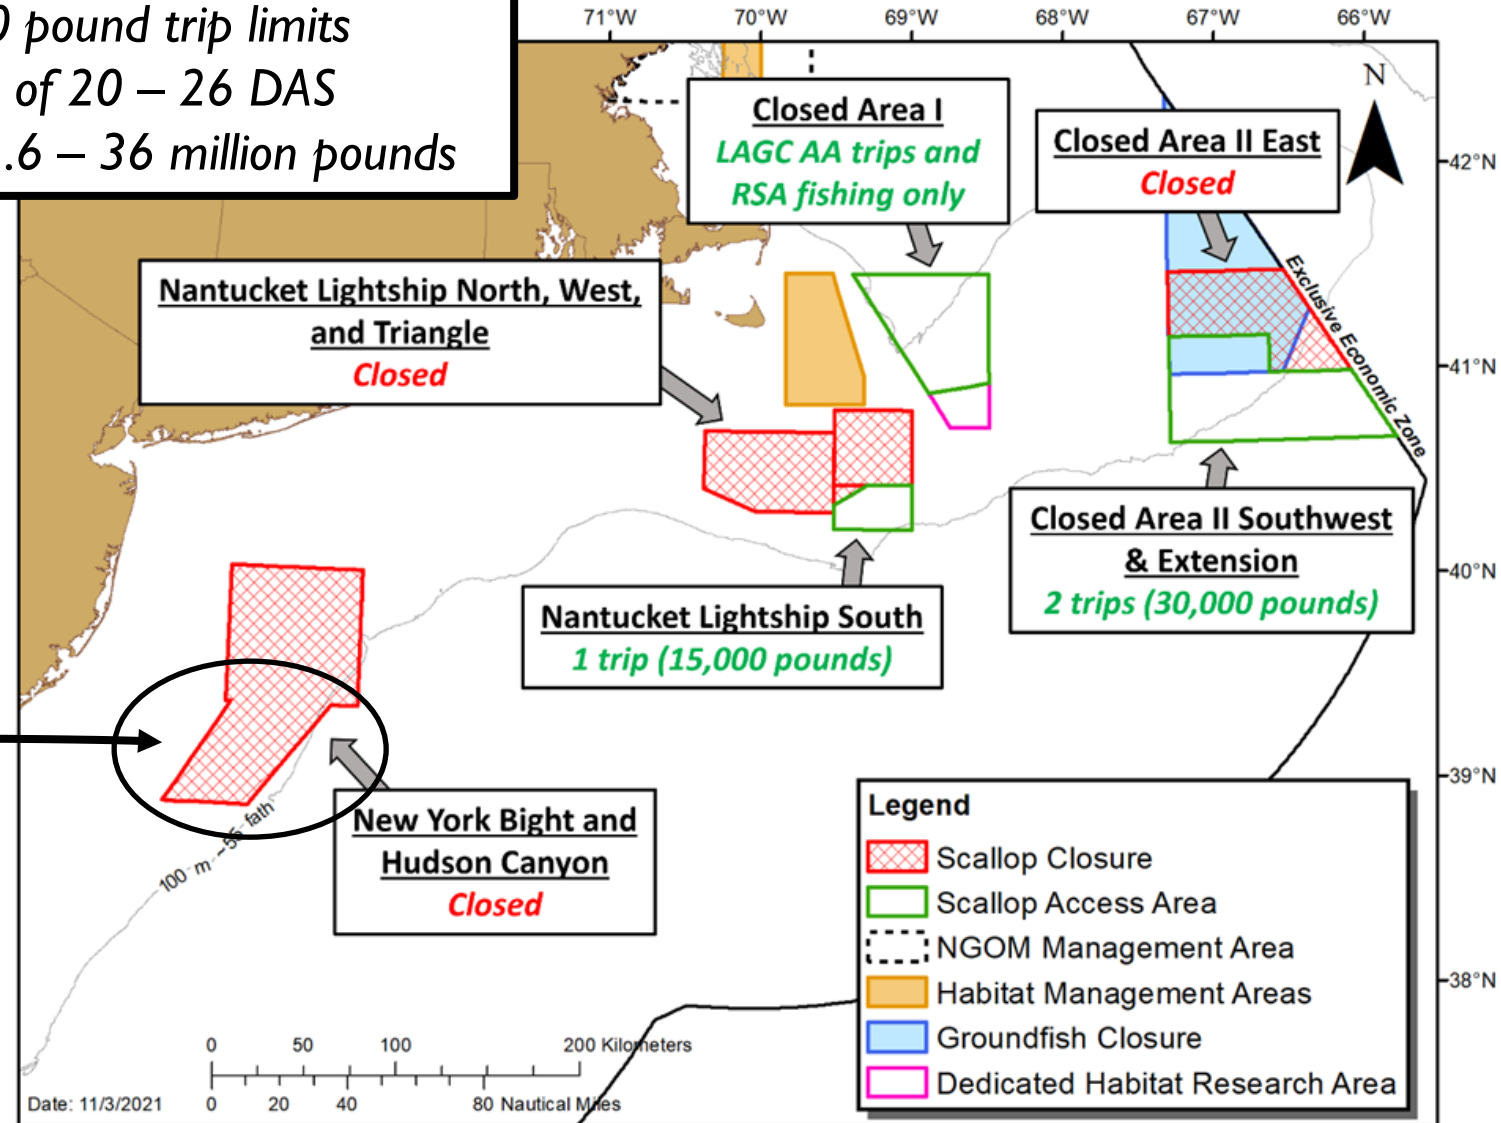 pound trip limits
of 20 – 26 DAS
.6 – 36 million pounds
71°W
70°W
69°W
68°W
67°W
66°W
N
42°N
41°N
40°N
39°N
38°N
Closed Area I
LAGC AA trips and
RSA fishing only
Closed Area II East
Closed
Exclusive Economic Zone
Nantucket Lightship North, West,
and Triangle
Closed
Closed Area II Southwest
& Extension
2 trips (30,000 pounds)
Nantucket Lightship South
1 trip (15,000 pounds)
New York Bight and
Hudson Canyon
Closed
100 m - ~55 fath
Legend
Scallop Closure
Scallop Access Area
NGOM Management Area
Habitat Management Areas
Groundfish Closure
Dedicated Habitat Research Area
0 50 100 200 Kilometers
0 20 40 80 Nautical Miles
Date: 11/3/2021